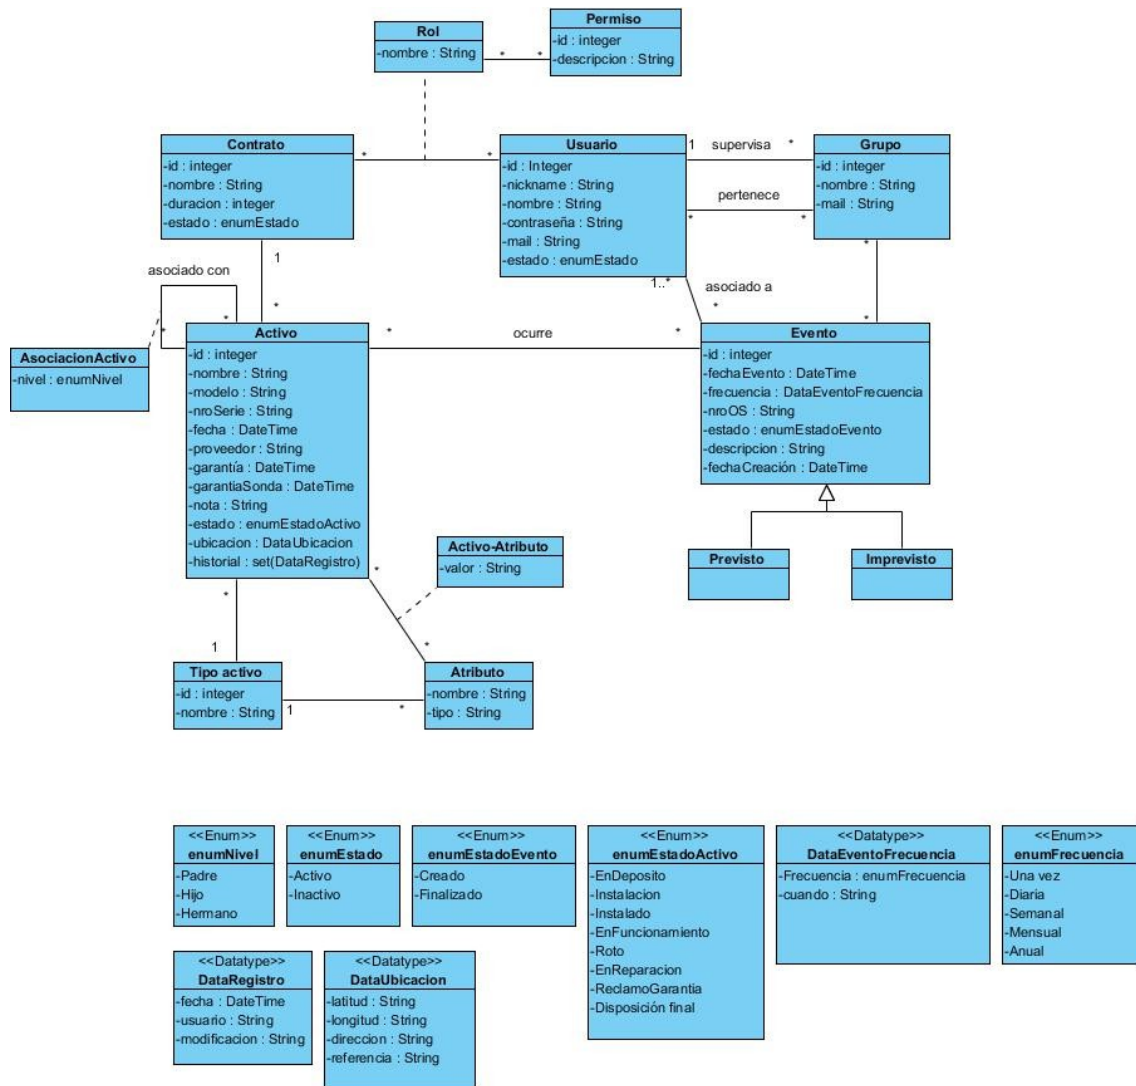 Rol
-nombre : String
*
*
Permiso
-id : integer
-descripcion : String
Contrato
-id : integer
-nombre : String
-duracion : integer
-estado : enumEstado
*
*
Usuario
-id : Integer
-nickname : String
-nombre : String
-contraseña : String
-mail : String
-estado : enumEstado
1
supervisa
*
pertenece
*
*
Grupo
-id : integer
-nombre : String
-mail : String
*
1
asociado con
*
*
*
1..*
asociado a
*
*
AsociacionActivo
-nivel : enumNivel
Activo
-id : integer
-nombre : String
-modelo : String
-nroSerie : String
-fecha : DateTime
-proveedor : String
-garantía : DateTime
-garantiaSonda : DateTime
-nota : String
-estado : enumEstadoActivo
-ubicacion : DataUbicacion
-historial : set(DataRegistro)
*
ocurre
*
Evento
-id : integer
-fechaEvento : DateTime
-frecuencia : DataEventoFrecuencia
-nroOS : String
-estado : enumEstadoEvento
-descripcion : String
-fechaCreación : DateTime
Previsto
Imprevisto
Activo-Atributo
-valor : String
*
*
1
*
Tipo activo
-id : integer
-nombre : String
1
*
Atributo
-nombre : String
-tipo : String
<<Enum>>
enumNivel
-Padre
-Hijo
-Hermano
<<Enum>>
enumEstado
-Activo
-Inactivo
<<Enum>>
enumEstadoEvento
-Creado
-Finalizado
<<Enum>>
enumEstadoActivo
-EnDeposito
-Instalacion
-Instalado
-EnFuncionamiento
-Roto
-EnReparacion
-ReclamoGarantia
-Disposición final
<<Datatype>>
DataEventoFrecuencia
-Frecuencia : enumFrecuencia
-cuando : String
<<Enum>>
enumFrecuencia
-Una vez
-Diaria
-Semanal
-Mensual
-Anual
<<Datatype>>
DataRegistro
-fecha : DateTime
-usuario : String
-modificacion : String
<<Datatype>>
DataUbicacion
-latitud : String
-longitud : String
-direccion : String
-referencia : String